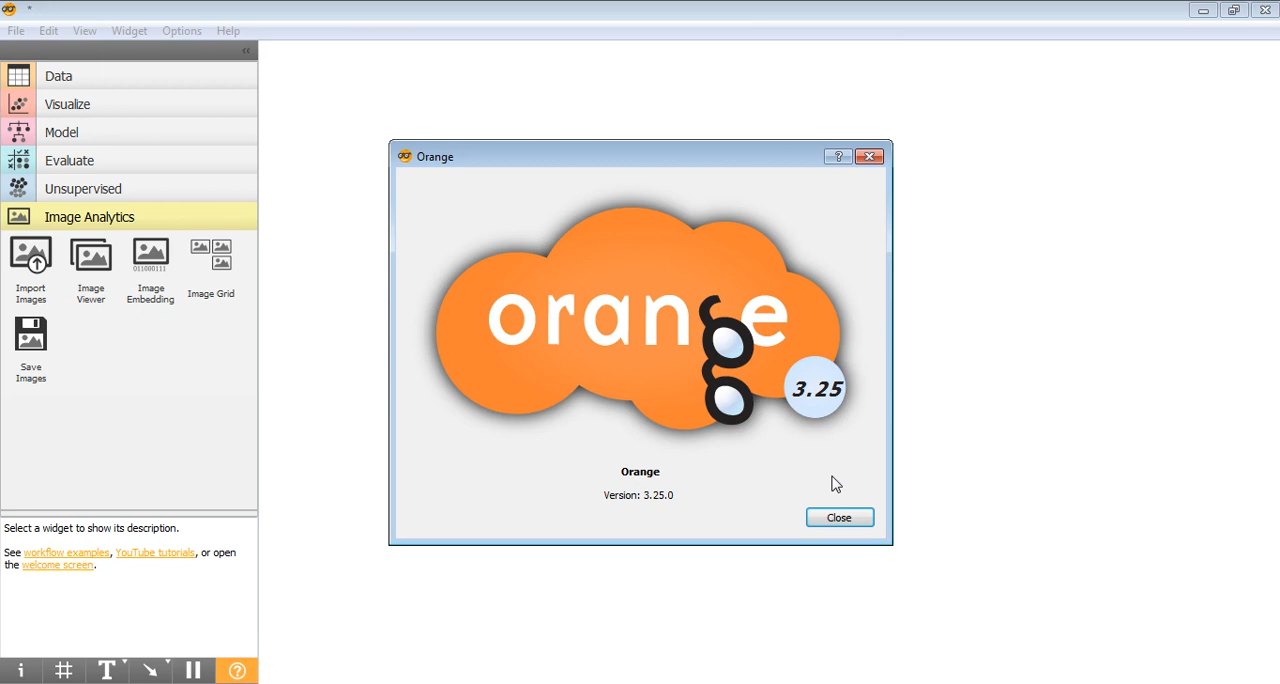 *
File Edit View Widget Options Help
«
Data
Visualize
Model
Evaluate
Unsupervised
Image Analytics
Import Images
Image Viewer
Image Embedding
011000111
Image Grid
Save Images
Select a widget to show its description.
See workflow examples, YouTube tutorials, or open
the welcome screen.
i # T ?
Orange
?
orange
3.25
Orange
Version: 3.25.0
Close